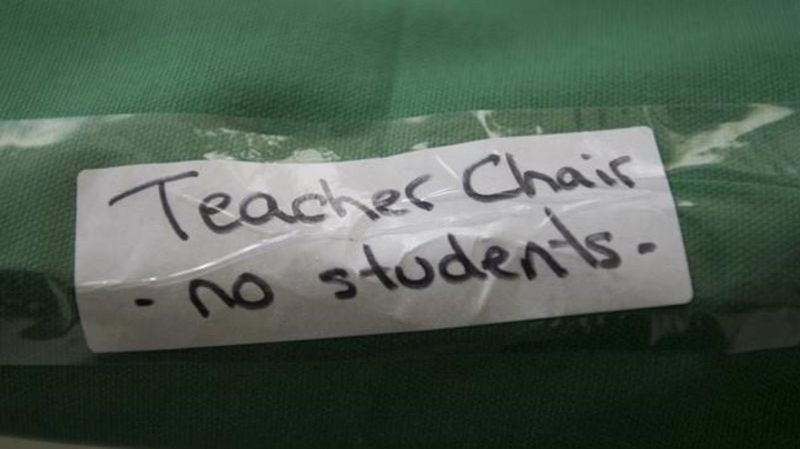 Teacher Chair
- no students -